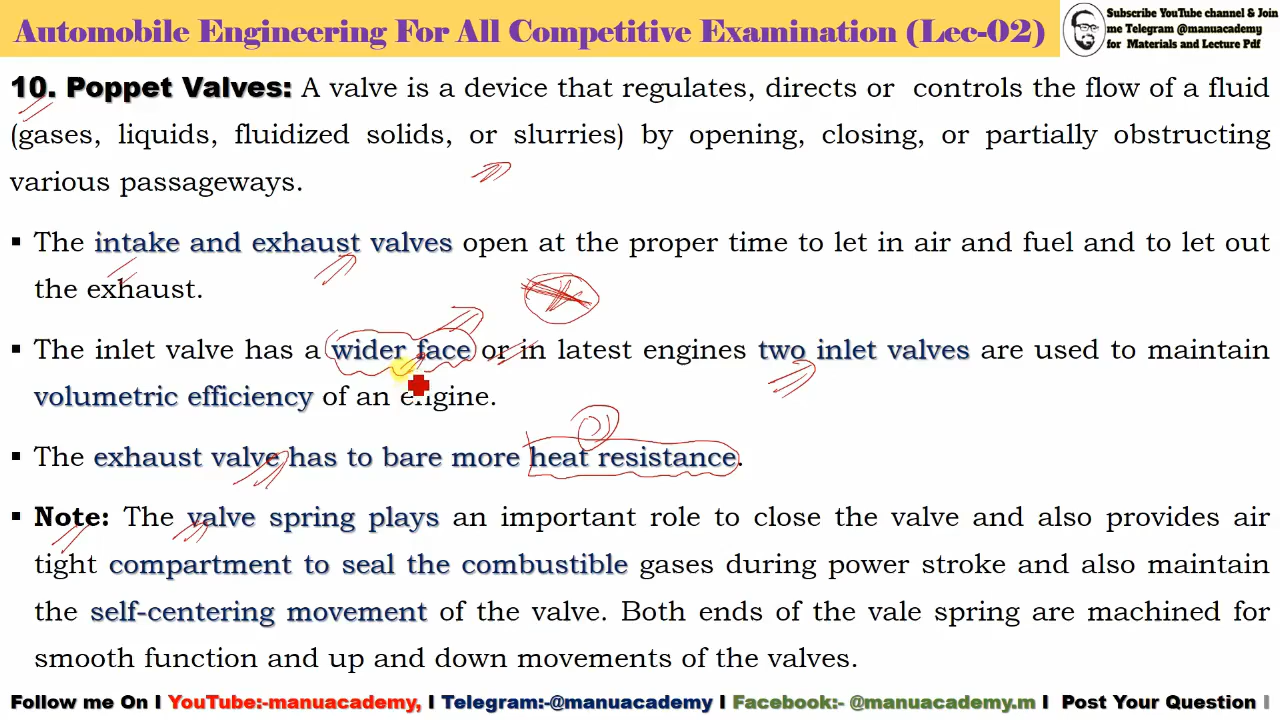 Automobile Engineering For All Competitive Examination (Lec-02)
Subscribe YouTube channel & Join
me Telegram @manuacademy
for Materials and Lecture Pdf
10. Poppet Valves: A valve is a device that regulates, directs or controls the flow of a fluid
(gases, liquids, fluidized solids, or slurries) by opening, closing, or partially obstructing
various passageways.
▪ The intake and exhaust valves open at the proper time to let in air and fuel and to let out
the exhaust.
▪ The inlet valve has a wider face or in latest engines two inlet valves are used to maintain
volumetric efficiency of an engine.
▪ The exhaust valve has to bare more heat resistance.
▪ Note: The valve spring plays an important role to close the valve and also provides air
tight compartment to seal the combustible gases during power stroke and also maintain
the self-centering movement of the valve. Both ends of the vale spring are machined for
smooth function and up and down movements of the valves.
Follow me On I YouTube:-manuacademy, I Telegram:-@manuacademy I Facebook:- @manuacademy.m I Post Your Question I